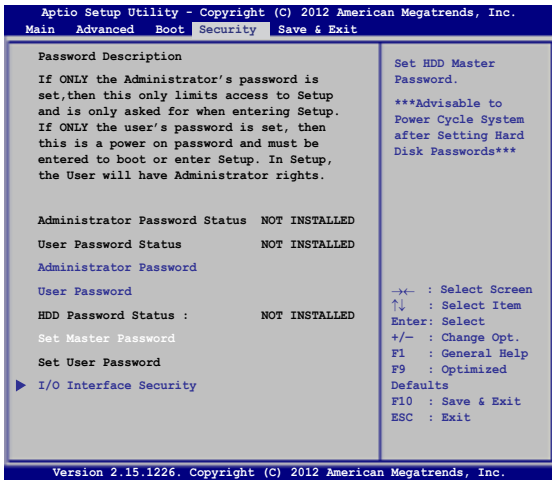 Aptio Setup Utility - Copyright (C) 2012 American Megatrends, Inc.
Main Advanced Boot Security Save & Exit
Password Description
If ONLY the Administrator's password is
set,then this only limits access to Setup
and is only asked for when entering Setup.
If ONLY the user's password is set, then
this is a power on password and must be
entered to boot or enter Setup. In Setup,
the User will have Administrator rights.
Administrator Password Status NOT INSTALLED
User Password Status NOT INSTALLED
Administrator Password
User Password
HDD Password Status : NOT INSTALLED
Set Master Password
Set User Password
I/O Interface Security
Set HDD Master
Password.
***Advisable to
Power Cycle System
after Setting Hard
Disk Passwords***
→← : Select Screen
↑↓ : Select Item
Enter: Select
+/— : Change Opt.
F1 : General Help
F9 : Optimized
Defaults
F10 : Save & Exit
ESC : Exit
Version 2.15.1226. Copyright (C) 2012 American Megatrends, Inc.